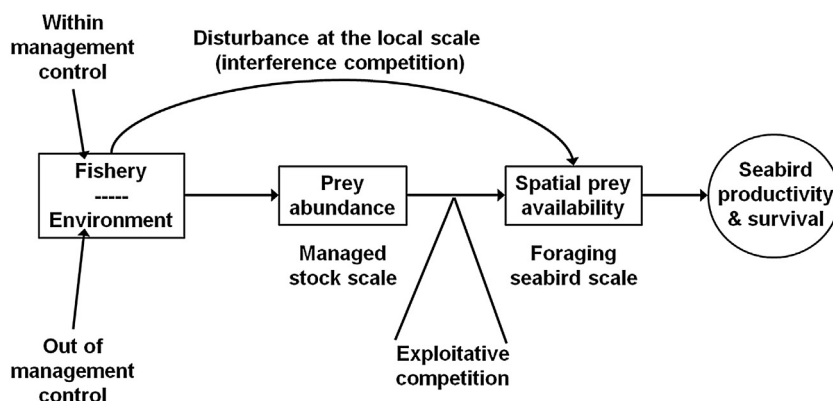 Within
management
control
Disturbance at the local scale
(interference competition)
Fishery
-----
Environment
Prey
abundance
Spatial prey
availability
Seabird
productivity
& survival
Managed
stock scale
Foraging
seabird scale
Out of
management
control
Exploitative
competition